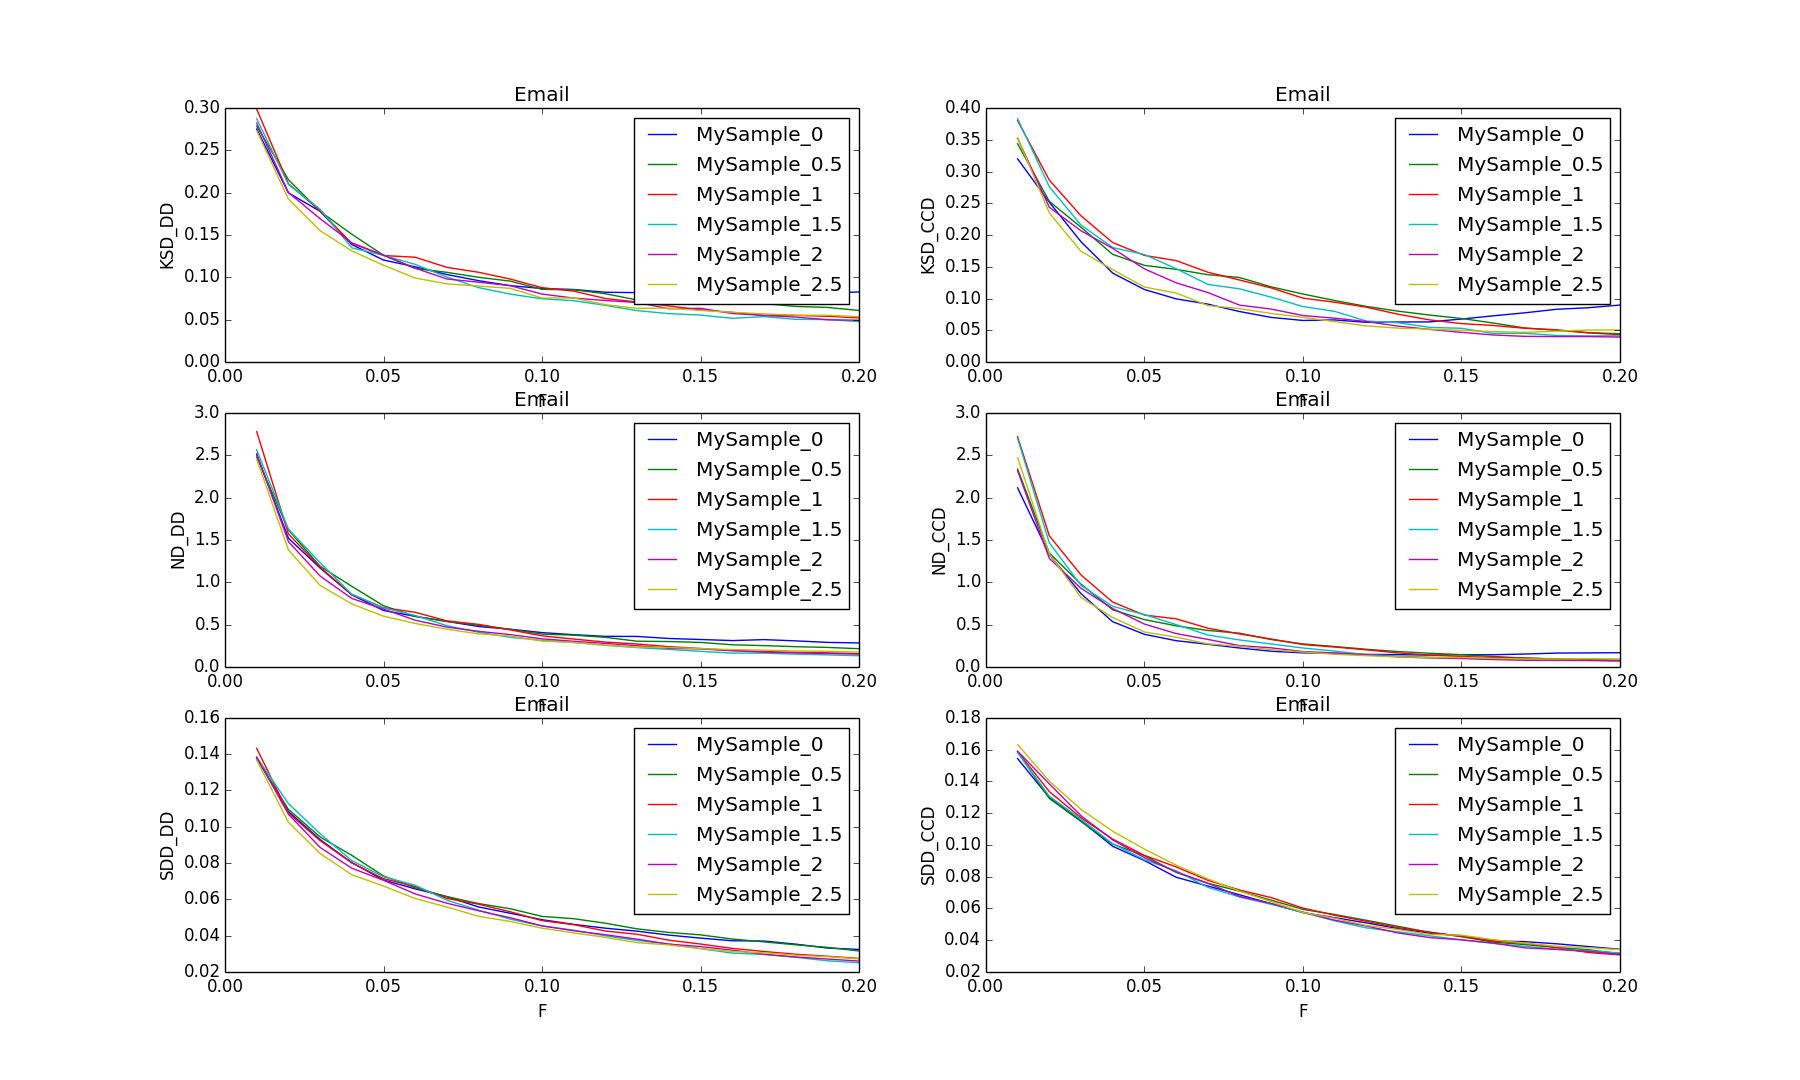 Email
KSD_DD
0.30
0.25
0.20
0.15
0.10
0.05
0.00
MySample_0
MySample_0.5
MySample_1
MySample_1.5
MySample_2
MySample_2.5
0.00 0.05 0.10 0.15 0.20
F
Email
KSD_CCD
0.40
0.35
0.30
0.25
0.20
0.15
0.10
0.05
0.00
MySample_0
MySample_0.5
MySample_1
MySample_1.5
MySample_2
MySample_2.5
0.00 0.05 0.10 0.15 0.20
F
Email
ND_DD
3.0
2.5
2.0
1.5
1.0
0.5
0.0
MySample_0
MySample_0.5
MySample_1
MySample_1.5
MySample_2
MySample_2.5
0.00 0.05 0.10 0.15 0.20
F
Email
ND_CCD
3.0
2.5
2.0
1.5
1.0
0.5
0.0
MySample_0
MySample_0.5
MySample_1
MySample_1.5
MySample_2
MySample_2.5
0.00 0.05 0.10 0.15 0.20
F
Email
SDD_DD
0.16
0.14
0.12
0.10
0.08
0.06
0.04
0.02
MySample_0
MySample_0.5
MySample_1
MySample_1.5
MySample_2
MySample_2.5
0.00 0.05 0.10 0.15 0.20
F
Email
SDD_CCD
0.18
0.16
0.14
0.12
0.10
0.08
0.06
0.04
0.02
MySample_0
MySample_0.5
MySample_1
MySample_1.5
MySample_2
MySample_2.5
0.00 0.05 0.10 0.15 0.20
F